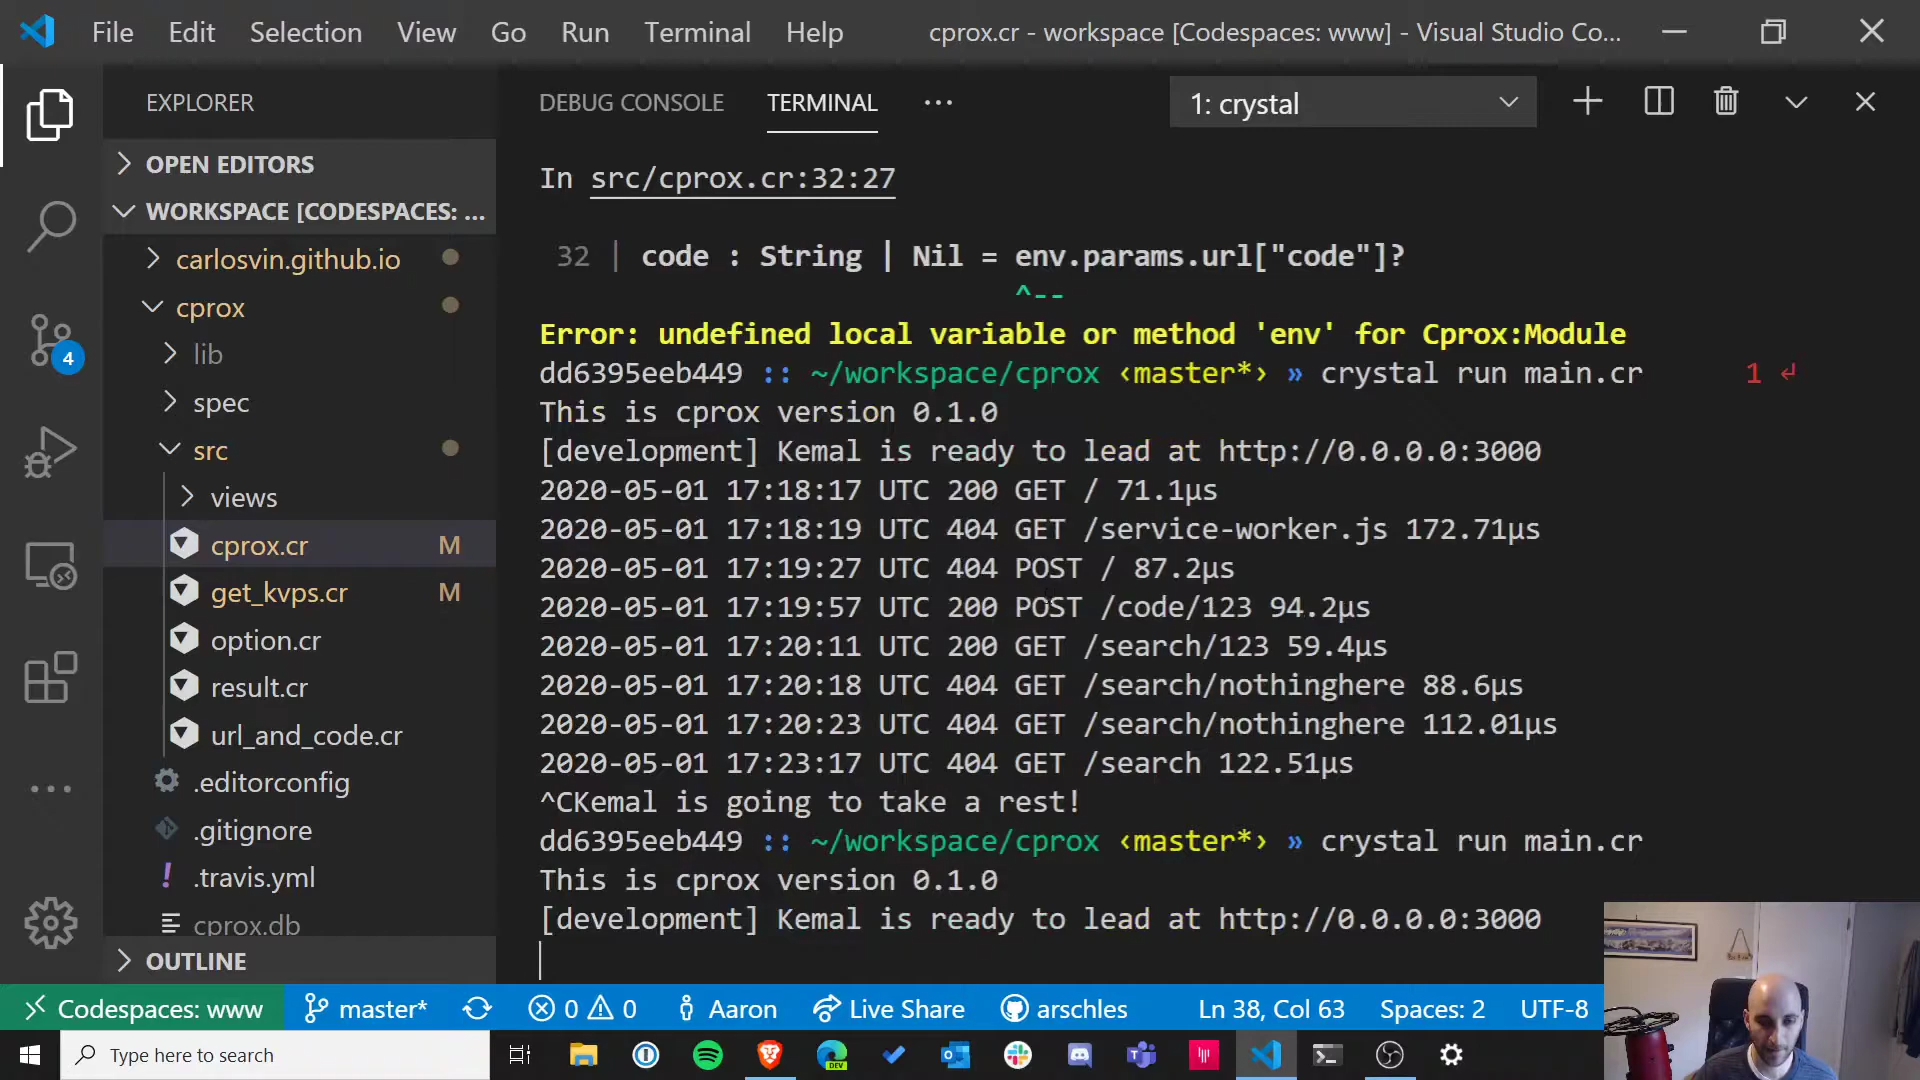 File Edit Selection View Go Run Terminal Help cprox.cr - workspace [Codespaces: www] - Visual Studio Co...
EXPLORER
DEBUG CONSOLE TERMINAL ... 1: crystal
OPEN EDITORS
WORKSPACE [CODESPACES: ...
carlosvin.github.io
cprox
lib
spec
src
views
cprox.cr M
get_kvps.cr M
option.cr
result.cr
url_and_code.cr
.editorconfig
.gitignore
! .travis.yml
cprox.db
OUTLINE
4
In src/cprox.cr:32:27
32 | code : String | Nil = env.params.url["code"]?
^--
Error: undefined local variable or method 'env' for Cprox:Module
dd6395eeb449 :: ~/workspace/cprox ‹master*› » crystal run main.cr 1 ↵
This is cprox version 0.1.0
[development] Kemal is ready to lead at http://0.0.0.0:3000
2020-05-01 17:18:17 UTC 200 GET / 71.1µs
2020-05-01 17:18:19 UTC 404 GET /service-worker.js 172.71µs
2020-05-01 17:19:27 UTC 404 POST / 87.2µs
2020-05-01 17:19:57 UTC 200 POST /code/123 94.2µs
2020-05-01 17:20:11 UTC 200 GET /search/123 59.4µs
2020-05-01 17:20:18 UTC 404 GET /search/nothinghere 88.6µs
2020-05-01 17:20:23 UTC 404 GET /search/nothinghere 112.01µs
2020-05-01 17:23:17 UTC 404 GET /search 122.51µs
^CKemal is going to take a rest!
dd6395eeb449 :: ~/workspace/cprox ‹master*› » crystal run main.cr
This is cprox version 0.1.0
[development] Kemal is ready to lead at http://0.0.0.0:3000
Codespaces: www master* 0 0 Aaron Live Share arschles Ln 38, Col 63 Spaces: 2 UTF-8
Type here to search
DEV